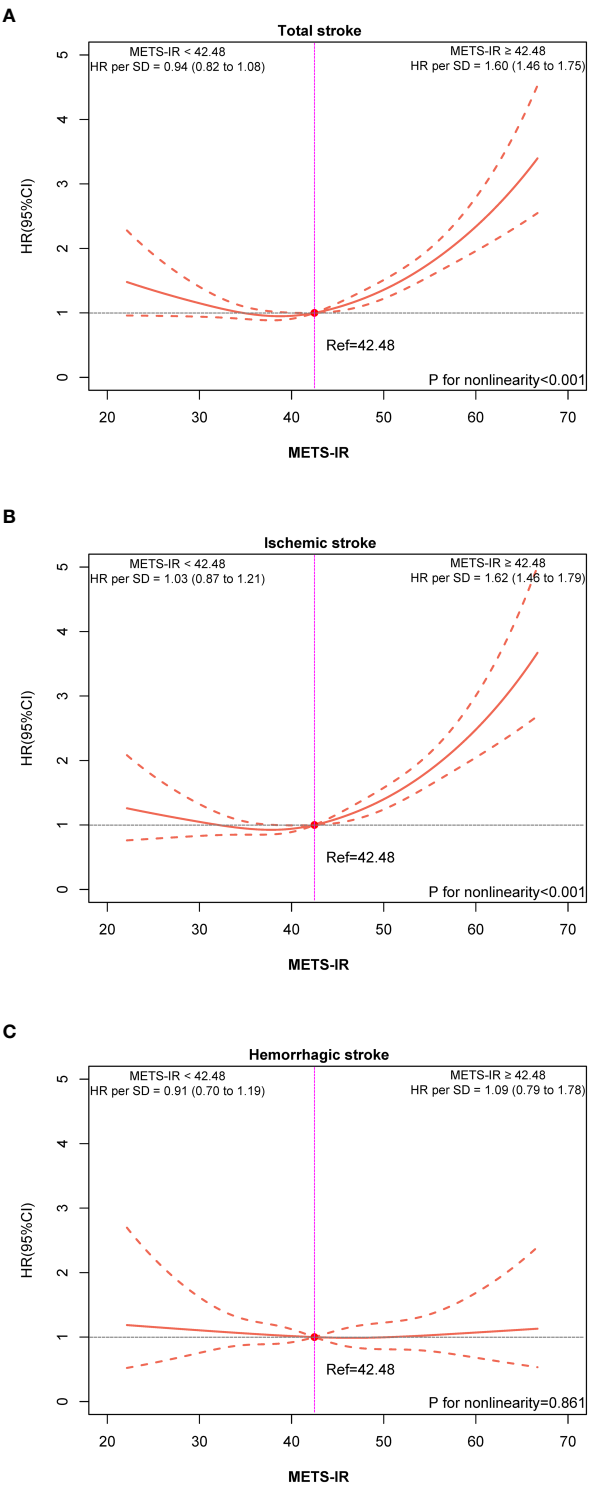 A
Total stroke
METS-IR < 42.48
HR per SD = 0.94 (0.82 to 1.08)
METS-IR ≥ 42.48
HR per SD = 1.60 (1.46 to 1.75)
HR(95%CI)
5
4
3
2
1
0
Ref=42.48
P for nonlinearity<0.001
20 30 40 50 60 70
METS-IR
B
Ischemic stroke
METS-IR < 42.48
HR per SD = 1.03 (0.87 to 1.21)
METS-IR ≥ 42.48
HR per SD = 1.62 (1.46 to 1.79)
HR(95%CI)
5
4
3
2
1
0
Ref=42.48
P for nonlinearity<0.001
20 30 40 50 60 70
METS-IR
C
Hemorrhagic stroke
METS-IR < 42.48
HR per SD = 0.91 (0.70 to 1.19)
METS-IR ≥ 42.48
HR per SD = 1.09 (0.79 to 1.78)
HR(95%CI)
5
4
3
2
1
0
Ref=42.48
P for nonlinearity=0.861
20 30 40 50 60 70
METS-IR